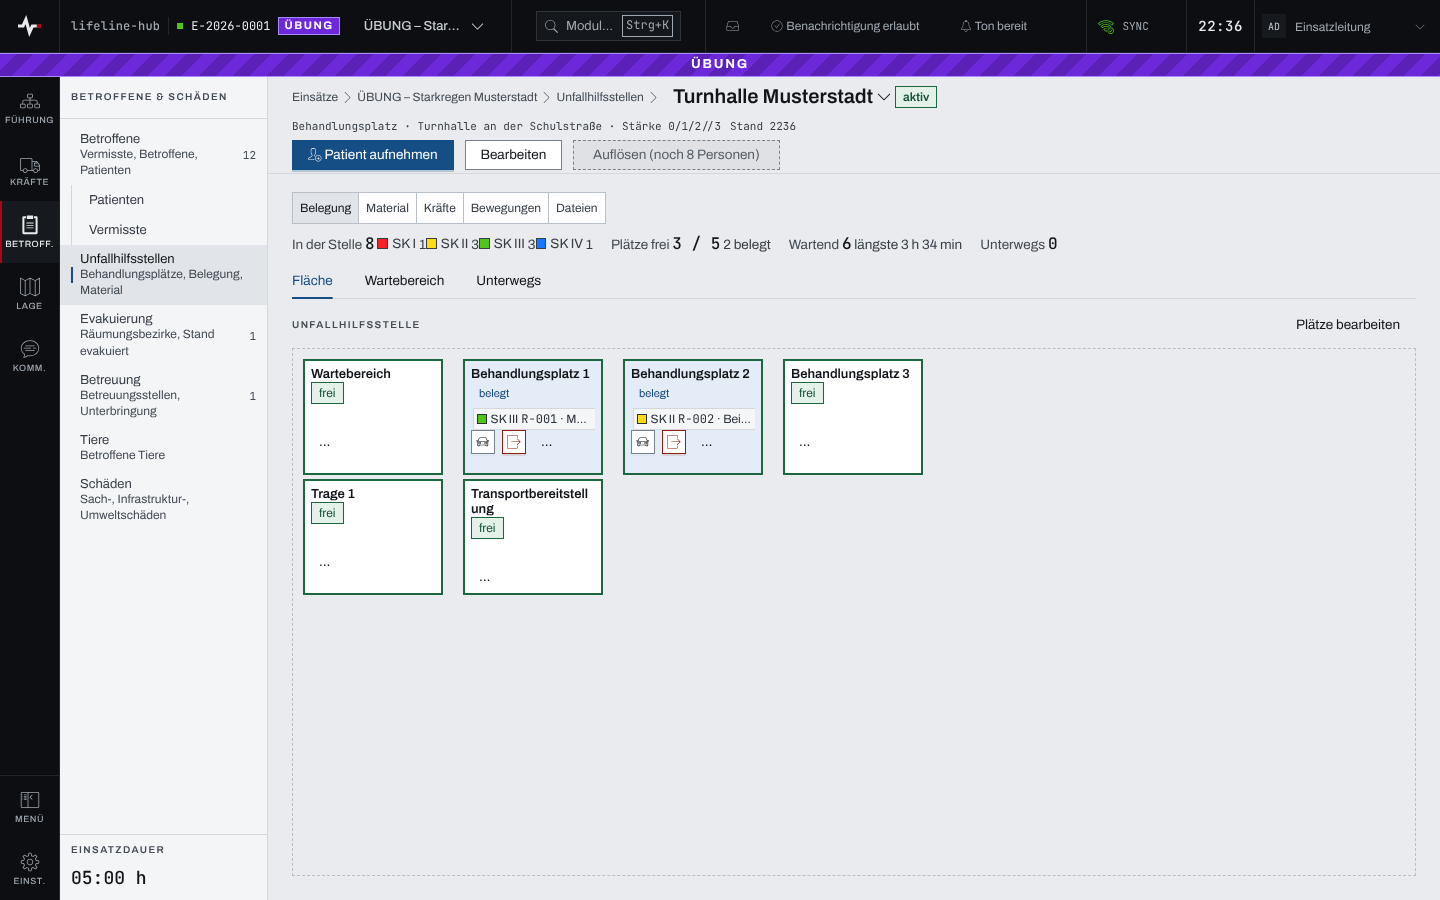 lifeline-hub E-2026-0001 ÜBUNG ÜBUNG – Star... Modul... Strg+K Benachrichtigung erlaubt Ton bereit SYNC 22:36 AD Einsatzleitung
ÜBUNG
FÜHRUNG
KRÄFTE
BETROFF.
LAGE
KOMM.
MENÜ
EINST.
BETROFFENE & SCHÄDEN
Betroffene
Vermisste, Betroffene, Patienten 12
Patienten
Vermisste
Unfallhilfsstellen
Behandlungsplätze, Belegung,
Material
Evakuierung
Räumungsbezirke, Stand
evakuiert 1
Betreuung
Betreuungsstellen,
Unterbringung 1
Tiere
Betroffene Tiere
Schäden
Sach-, Infrastruktur-,
Umweltschäden
EINSATZDAUER
05:00 h
Einsätze ÜBUNG – Starkregen Musterstadt Unfallhilfsstellen Turnhalle Musterstadt aktiv
Behandlungsplatz · Turnhalle an der Schulstraße · Stärke 0/1/2//3 Stand 2236
Patient aufnehmen Bearbeiten Auflösen (noch 8 Personen)
Belegung Material Kräfte Bewegungen Dateien
In der Stelle 8 SK I 1 SK II 3 SK III 3 SK IV 1 Plätze frei 3 / 5 2 belegt Wartend 6 längste 3 h 34 min Unterwegs 0
Fläche Wartebereich Unterwegs
UNFALLHILFSSTELLE Plätze bearbeiten
Wartebereich
frei
...
Behandlungsplatz 1
belegt
SK III R-001 · M...
...
Behandlungsplatz 2
belegt
SK II R-002 · Bei...
...
Behandlungsplatz 3
frei
...
Trage 1
frei
...
Transportbereitstell
ung
frei
...